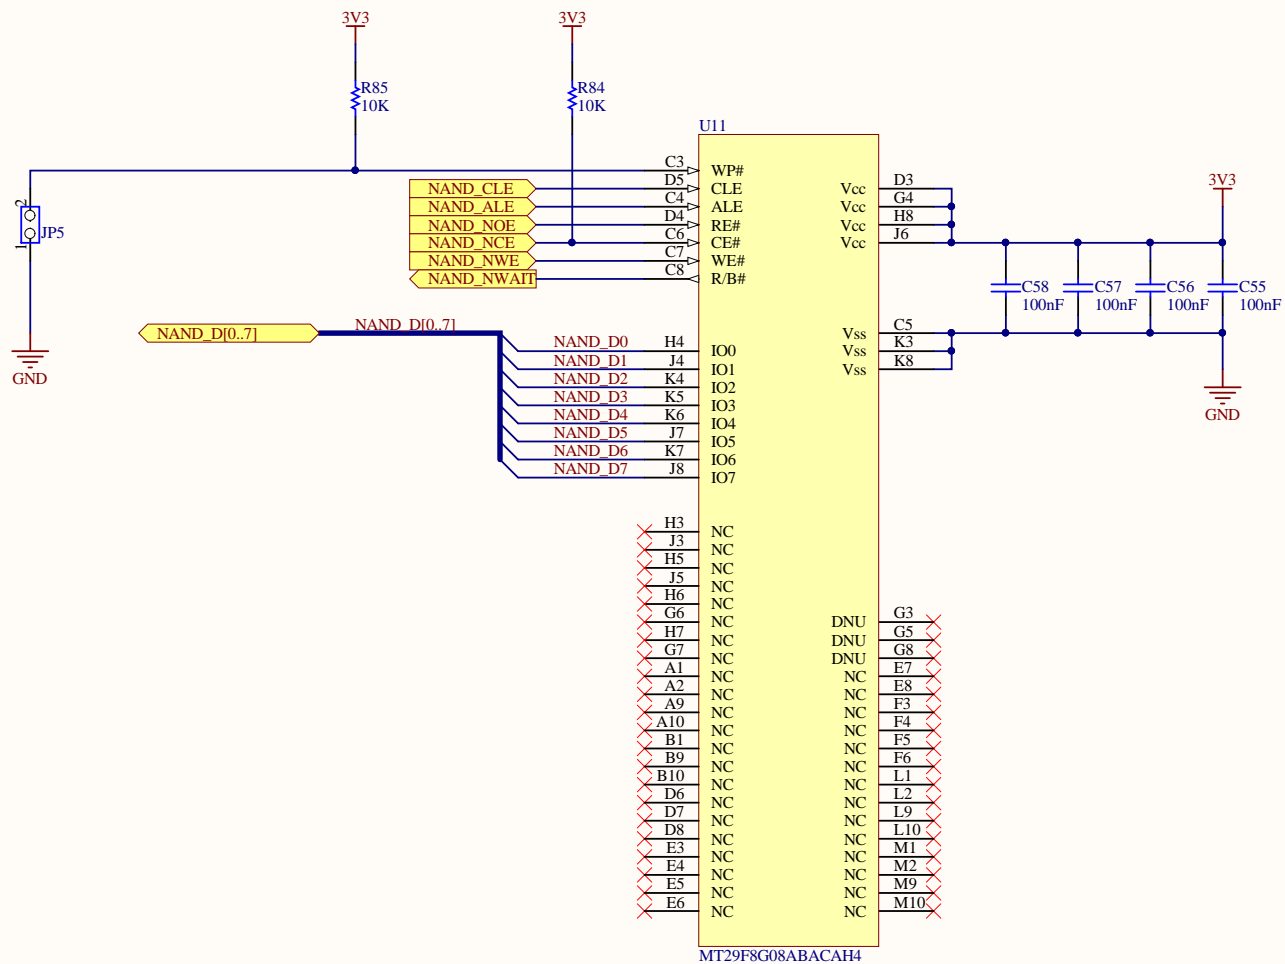 3V3 3V3
R85 R84
10K 10K
U11
C3 WP#
NAND_CLE D5 CLE Vcc D3
NAND_ALE C4 ALE Vcc G4
NAND_NOE D4 RE# Vcc H8
NAND_NCE C6 CE# Vcc J6
NAND_NWE C7 WE#
NAND_NWAIT C8 R/B#
3V3
2
JP5
1
GND
C58 C57 C56 C55
100nF 100nF 100nF 100nF
Vss C5
Vss K3
Vss K8
GND
NAND_D[0..7] NAND_D[0..7]
NAND_D0 H4 IO0
NAND_D1 J4 IO1
NAND_D2 K4 IO2
NAND_D3 K5 IO3
NAND_D4 K6 IO4
NAND_D5 J7 IO5
NAND_D6 K7 IO6
NAND_D7 J8 IO7
H3 NC
J3 NC
H5 NC
J5 NC
H6 NC
G6 NC DNU G3
H7 NC DNU G5
G7 NC DNU G8
A1 NC NC E7
A2 NC NC E8
A9 NC NC F3
A10 NC NC F4
B1 NC NC F5
B9 NC NC F6
B10 NC NC L1
D6 NC NC L2
D7 NC NC L9
D8 NC NC L10
E3 NC NC M1
E4 NC NC M2
E5 NC NC M9
E6 NC NC M10
MT29F8G08ABACAH4